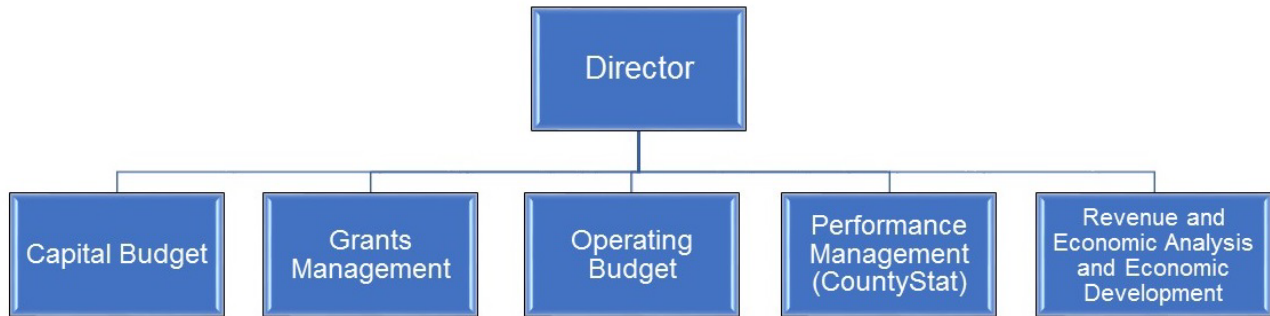 Director
Capital Budget
Grants
Management
Operating
Budget
Performance
Management
(CountyStat)
Revenue and
Economic Analysis
and Economic
Development